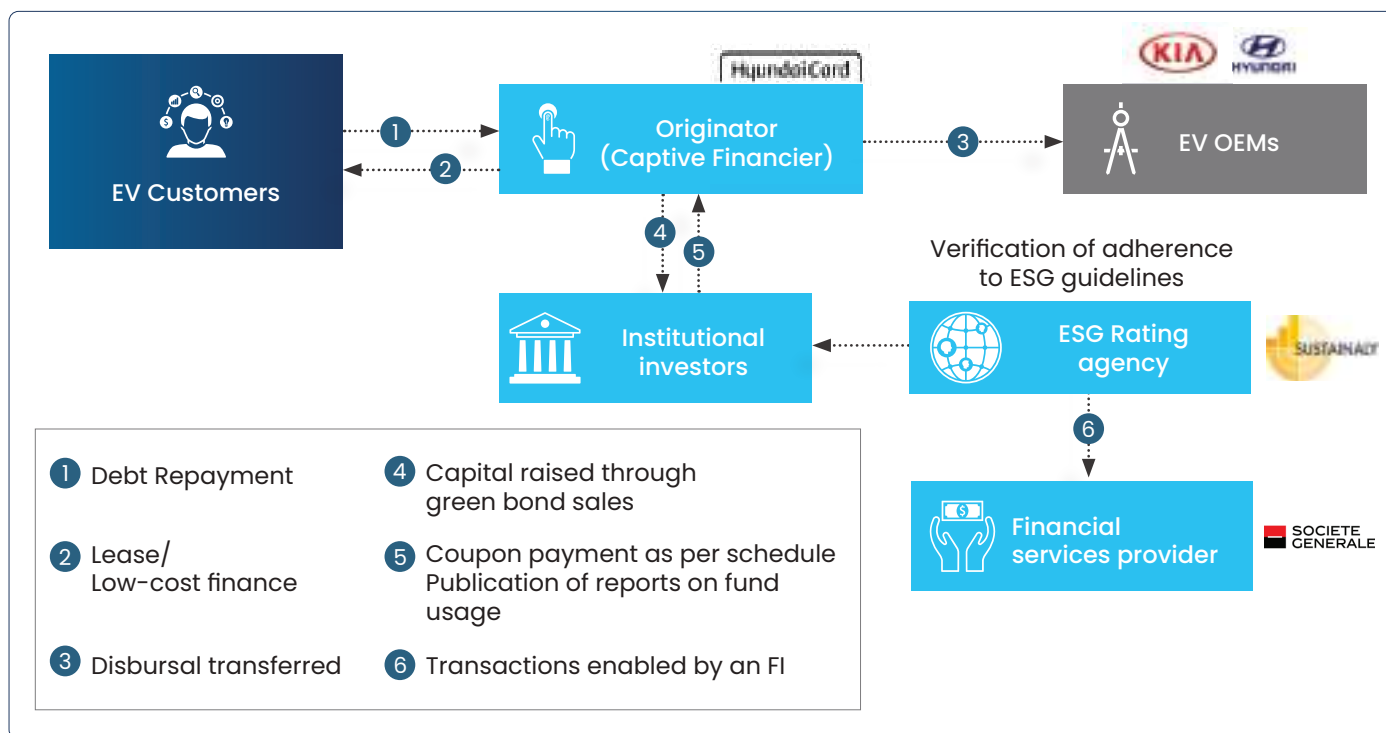 KIA
HYUNDAI
HyundaiCard
EV Customers
1
2
Originator
(Captive Financier)
3
EV OEMs
4
5
Verification of adherence
to ESG guidelines
Institutional
investors
ESG Rating
agency
SUSTAINALY
6
Financial
services provider
SOCIETE
GENERALE
1 Debt Repayment
2 Lease/
Low-cost finance
3 Disbursal transferred
4 Capital raised through
green bond sales
5 Coupon payment as per schedule
Publication of reports on fund
usage
6 Transactions enabled by an FI